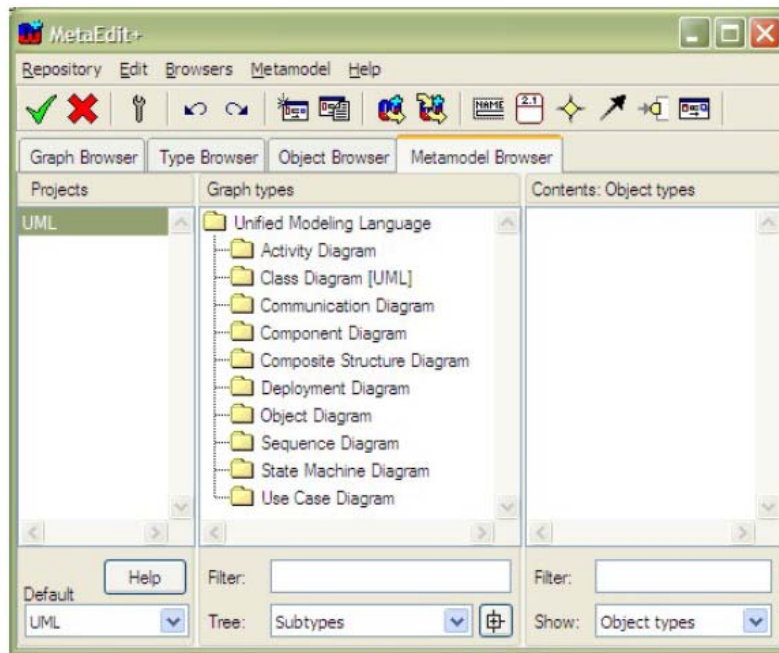 MetaEdit+
Repository Edit Browsers Metamodel Help
NAME 2.1
Graph Browser Type Browser Object Browser Metamodel Browser
Projects Graph types Contents: Object types
UML
Unified Modeling Language
Activity Diagram
Class Diagram [UML]
Communication Diagram
Component Diagram
Composite Structure Diagram
Deployment Diagram
Object Diagram
Sequence Diagram
State Machine Diagram
Use Case Diagram
Help Filter: Filter:
Default
UML Tree: Subtypes Show: Object types